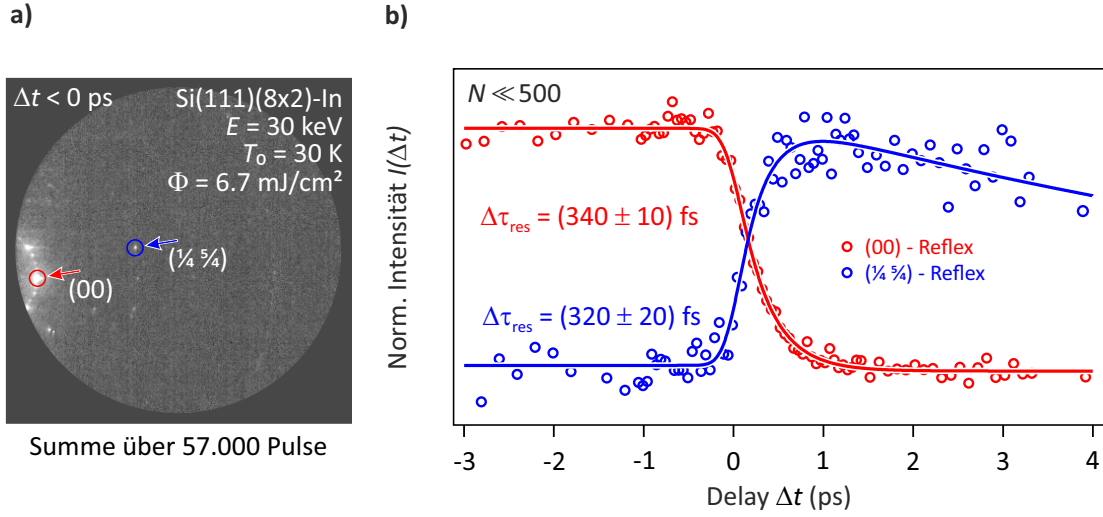 a)
Δt < 0 ps
Si(111)(8x2)-In
E = 30 keV
T₀ = 30 K
Φ = 6.7 mJ/cm²
(¼ ⁵⁄₄)
(00)
Summe über 57.000 Pulse
b)
Norm. Intensität I(Δt)
N ≪ 500
Δτres = (340 ± 10) fs
(00) - Reflex
(¼ ⁵⁄₄) - Reflex
Δτres = (320 ± 20) fs
-3 -2 -1 0 1 2 3 4
Delay Δt (ps)